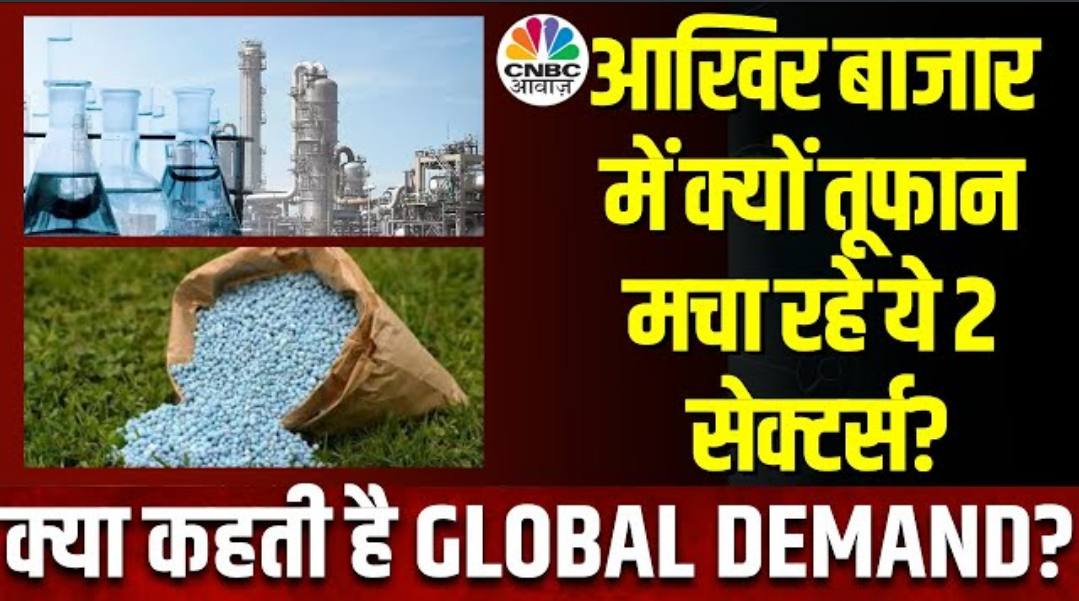 CNBC
आवाज़
आखिर बाजार
में क्यों तूफान
मचा रहे ये 2
सेक्टर्स?
क्या कहती है GLOBAL DEMAND?